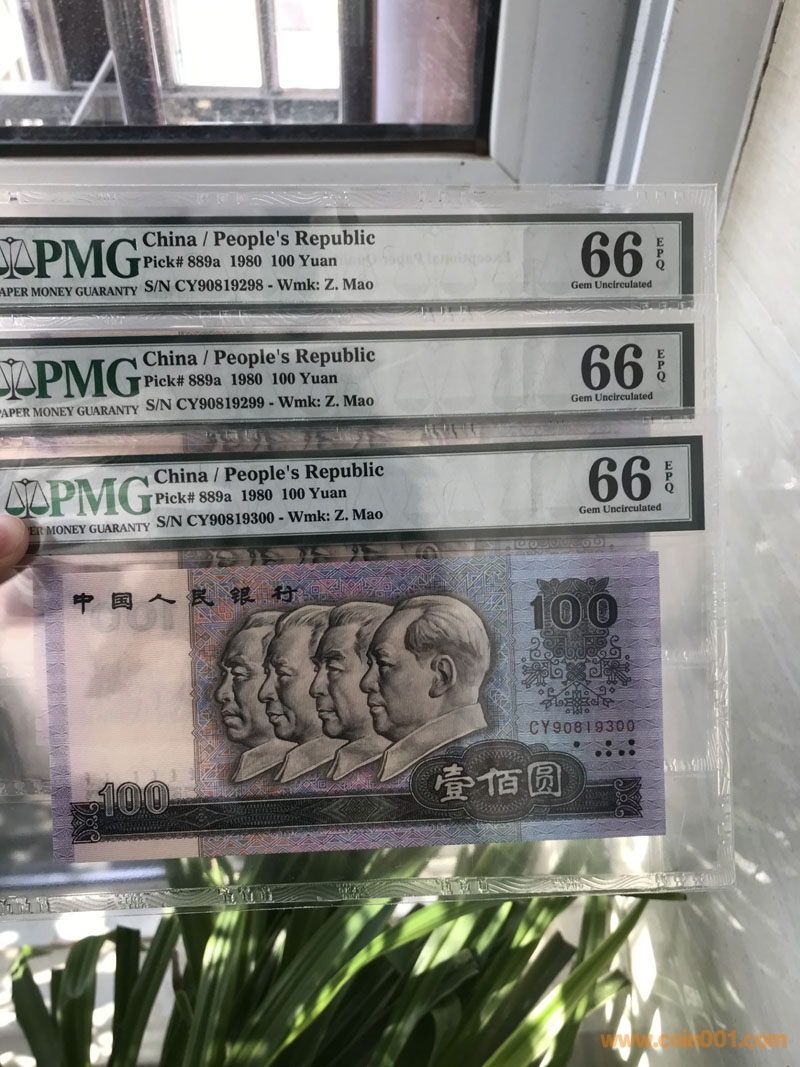 PMG
PAPER MONEY GUARANTY
China / People's Republic
Pick# 889a 1980 100 Yuan
S/N CY90819298 - Wmk: Z. Mao
66
EPQ
Gem Uncirculated
PMG
PAPER MONEY GUARANTY
China / People's Republic
Pick# 889a 1980 100 Yuan
S/N CY90819299 - Wmk: Z. Mao
66
EPQ
Gem Uncirculated
PMG
MONEY GUARANTY
China / People's Republic
Pick# 889a 1980 100 Yuan
S/N CY90819300 - Wmk: Z. Mao
66
EPQ
Gem Uncirculated
中国人民银行
100
CY90819300
100
壹佰圆
www.coin001.com